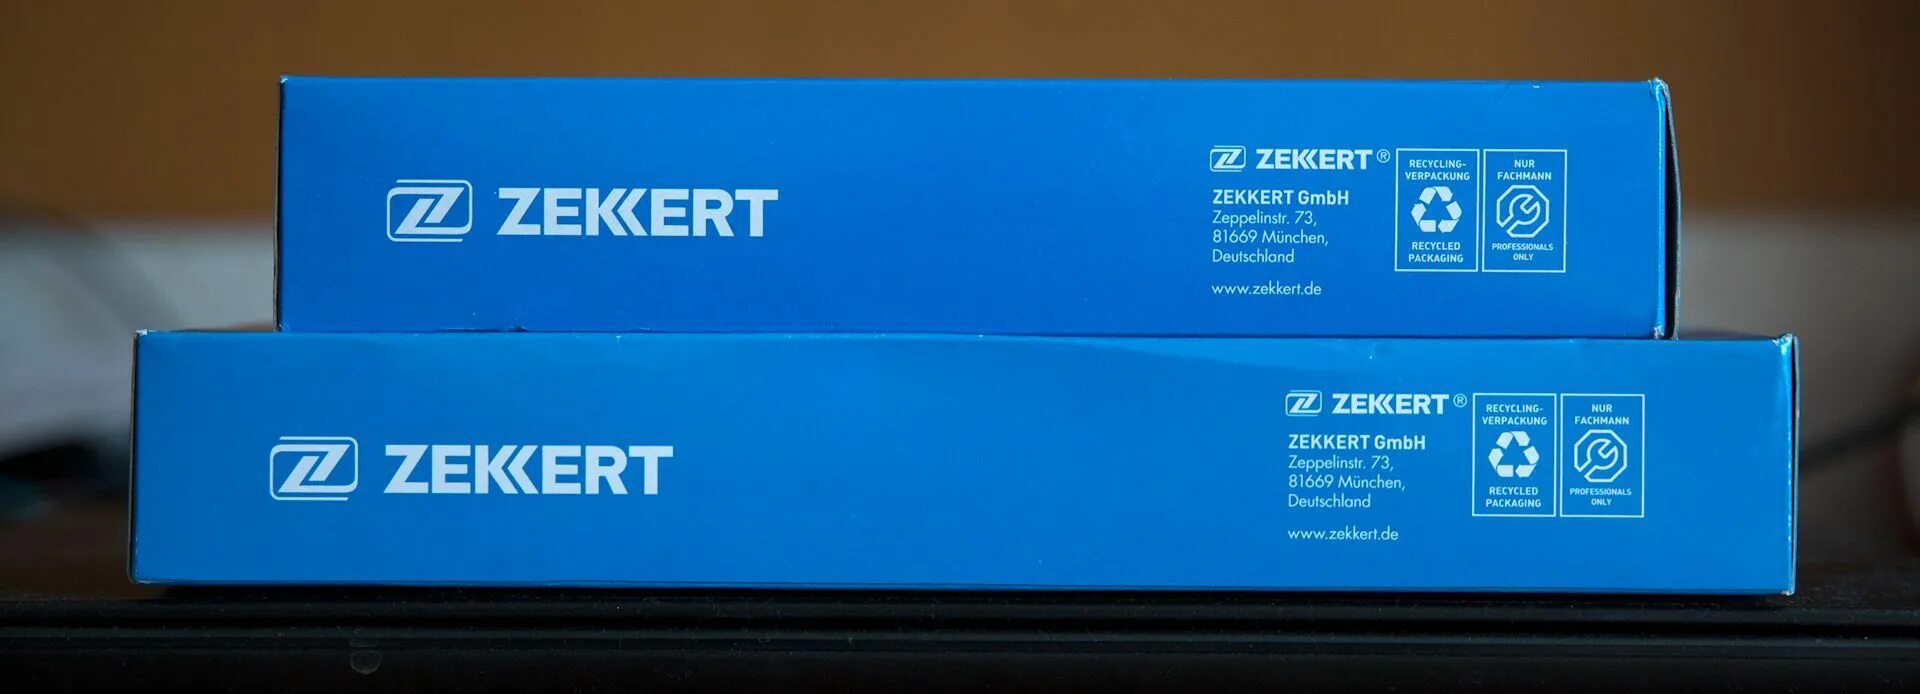 ZEKKERT
ZEKKERT®
ZEKKERT GmbH
Zeppelinstr. 73,
81669 München,
Deutschland
www.zekkert.de
RECYCLING-
VERPACKUNG
RECYCLED
PACKAGING
NUR
FACHMANN
PROFESSIONALS
ONLY
ZEKKERT
ZEKKERT®
ZEKKERT GmbH
Zeppelinstr. 73,
81669 München,
Deutschland
www.zekkert.de
RECYCLING-
VERPACKUNG
RECYCLED
PACKAGING
NUR
FACHMANN
PROFESSIONALS
ONLY